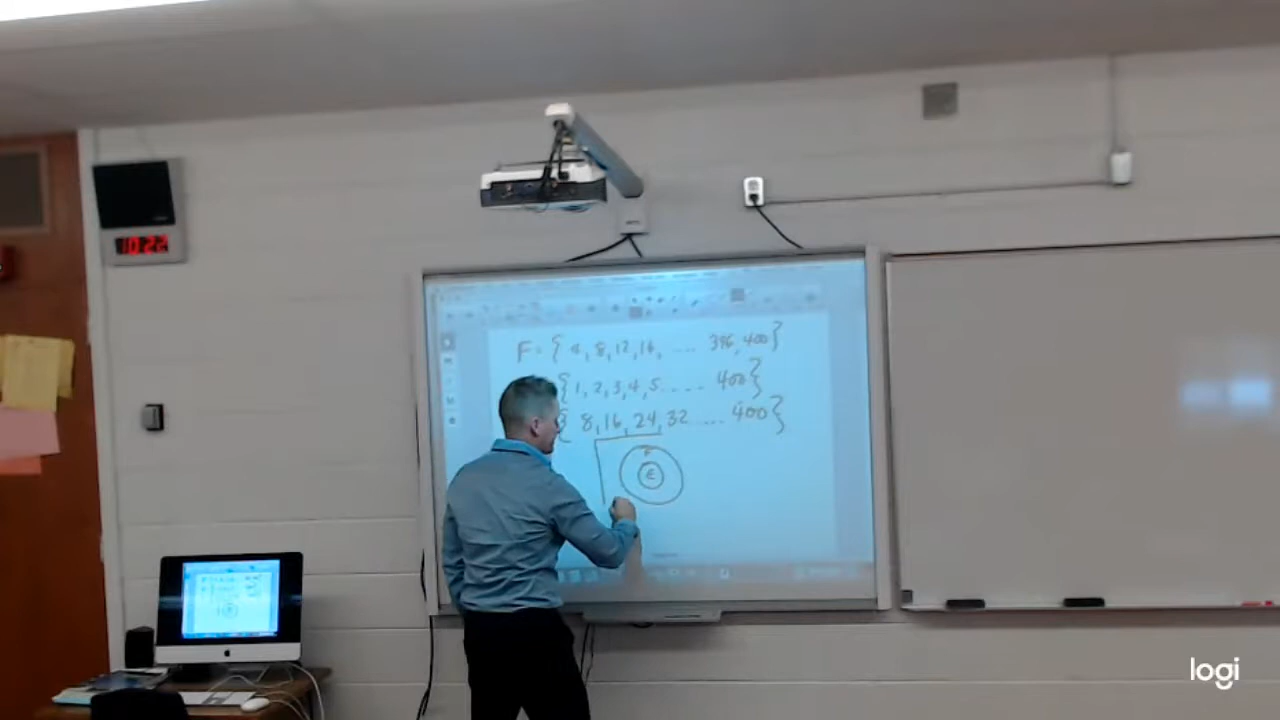 10:22
F = { 4, 8, 12, 16, .... 396, 400}
{1, 2, 3, 4, 5.... 400}
{ 8, 16, 24, 32..... 400}
F
E
logi